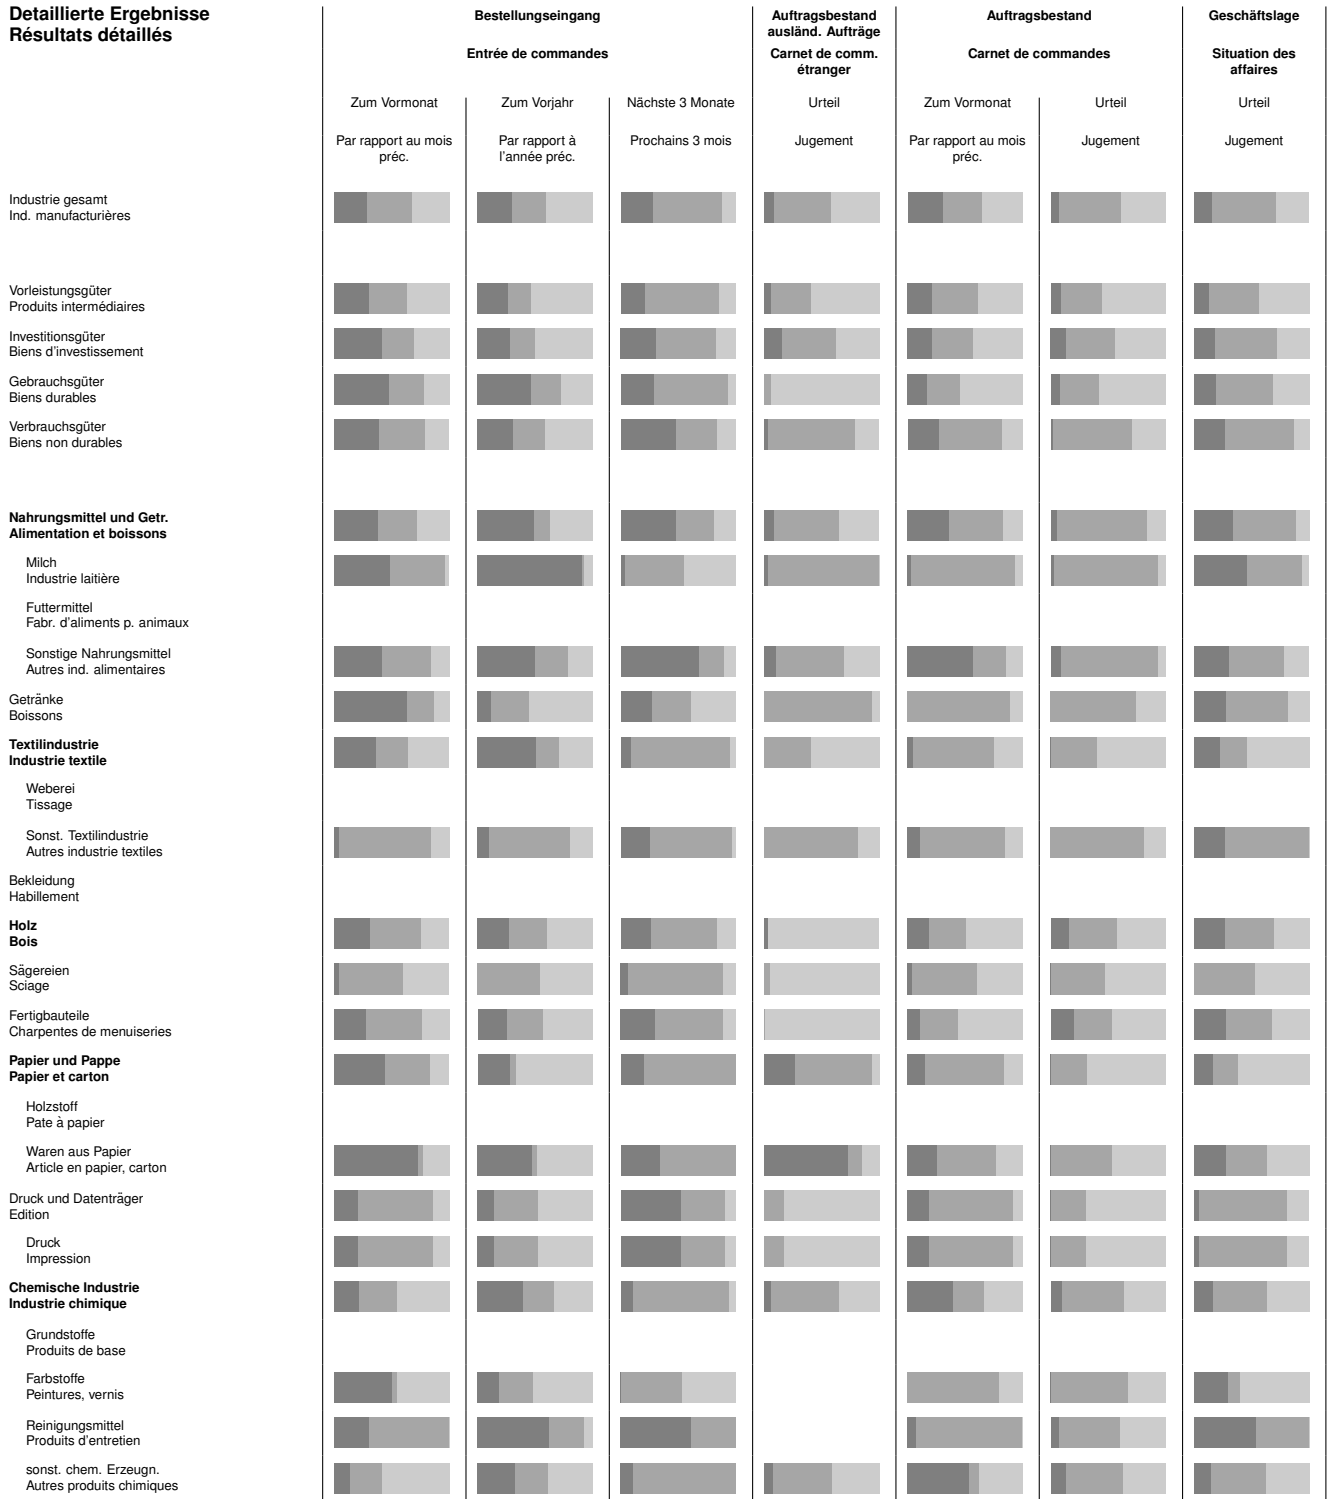 Detaillierte Ergebnisse
Résultats détaillés
Bestellungseingang
Entrée de commandes
Auftragsbestand
ausländ. Aufträge
Carnet de comm.
étranger
Auftragsbestand
Carnet de commandes
Geschäftslage
Situation des
affaires
Zum Vormonat
Par rapport au mois
préc.
Zum Vorjahr
Par rapport à
l'année préc.
Nächste 3 Monate
Prochains 3 mois
Urteil
Jugement
Zum Vormonat
Par rapport au mois
préc.
Urteil
Jugement
Urteil
Jugement
Industrie gesamt
Ind. manufacturières
Vorleistungsgüter
Produits intermédiaires
Investitionsgüter
Biens d'investissement
Gebrauchsgüter
Biens durables
Verbrauchsgüter
Biens non durables
Nahrungsmittel und Getr.
Alimentation et boissons
Milch
Industrie laitière
Futtermittel
Fabr. d'aliments p. animaux
Sonstige Nahrungsmittel
Autres ind. alimentaires
Getränke
Boissons
Textilindustrie
Industrie textile
Weberei
Tissage
Sonst. Textilindustrie
Autres industrie textiles
Bekleidung
Habillement
Holz
Bois
Sägereien
Sciage
Fertigbauteile
Charpentes de menuiseries
Papier und Pappe
Papier et carton
Holzstoff
Pate à papier
Waren aus Papier
Article en papier, carton
Druck und Datenträger
Edition
Druck
Impression
Chemische Industrie
Industrie chimique
Grundstoffe
Produits de base
Farbstoffe
Peintures, vernis
Reinigungsmittel
Produits d'entretien
sonst. chem. Erzeugn.
Autres produits chimiques